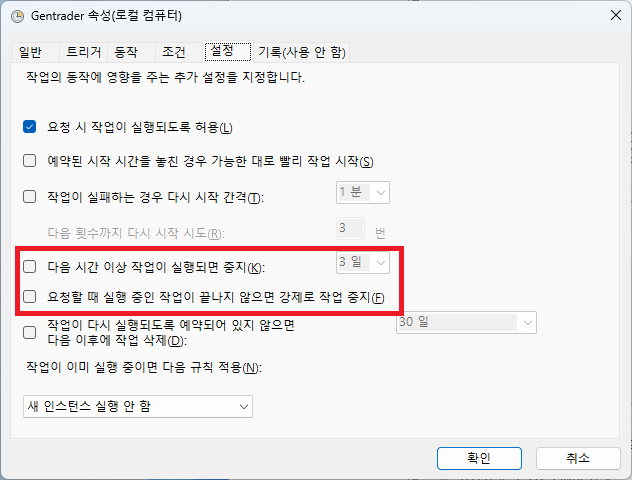 Gentrader 속성(로컬 컴퓨터)
일반 트리거 동작 조건 설정 기록(사용 안 함)
작업의 동작에 영향을 주는 추가 설정을 지정합니다.
요청 시 작업이 실행되도록 허용(L)
예약된 시작 시간을 놓친 경우 가능한 대로 빨리 작업 시작(S)
작업이 실패하는 경우 다시 시작 간격(T): 1 분
다음 횟수까지 다시 시작 시도(R): 3 번
다음 시간 이상 작업이 실행되면 중지(K): 3 일
요청할 때 실행 중인 작업이 끝나지 않으면 강제로 작업 중지(F)
작업이 다시 실행되도록 예약되어 있지 않으면 30 일
다음 이후에 작업 삭제(D):
작업이 이미 실행 중이면 다음 규칙 적용(N):
새 인스턴스 실행 안 함
확인 취소